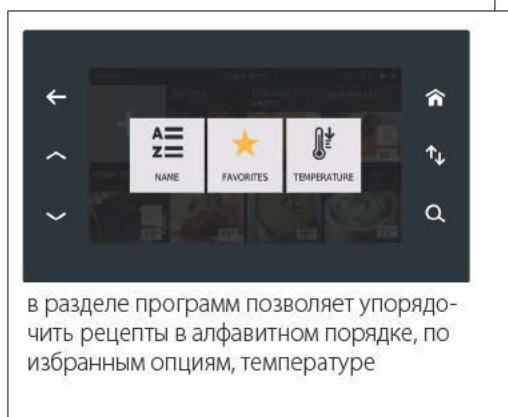 A
Z
NAME
FAVORITES
TEMPERATURE
в разделе программ позволяет упорядо-
чить рецепты в алфавитном порядке, по
избранным опциям, температуре